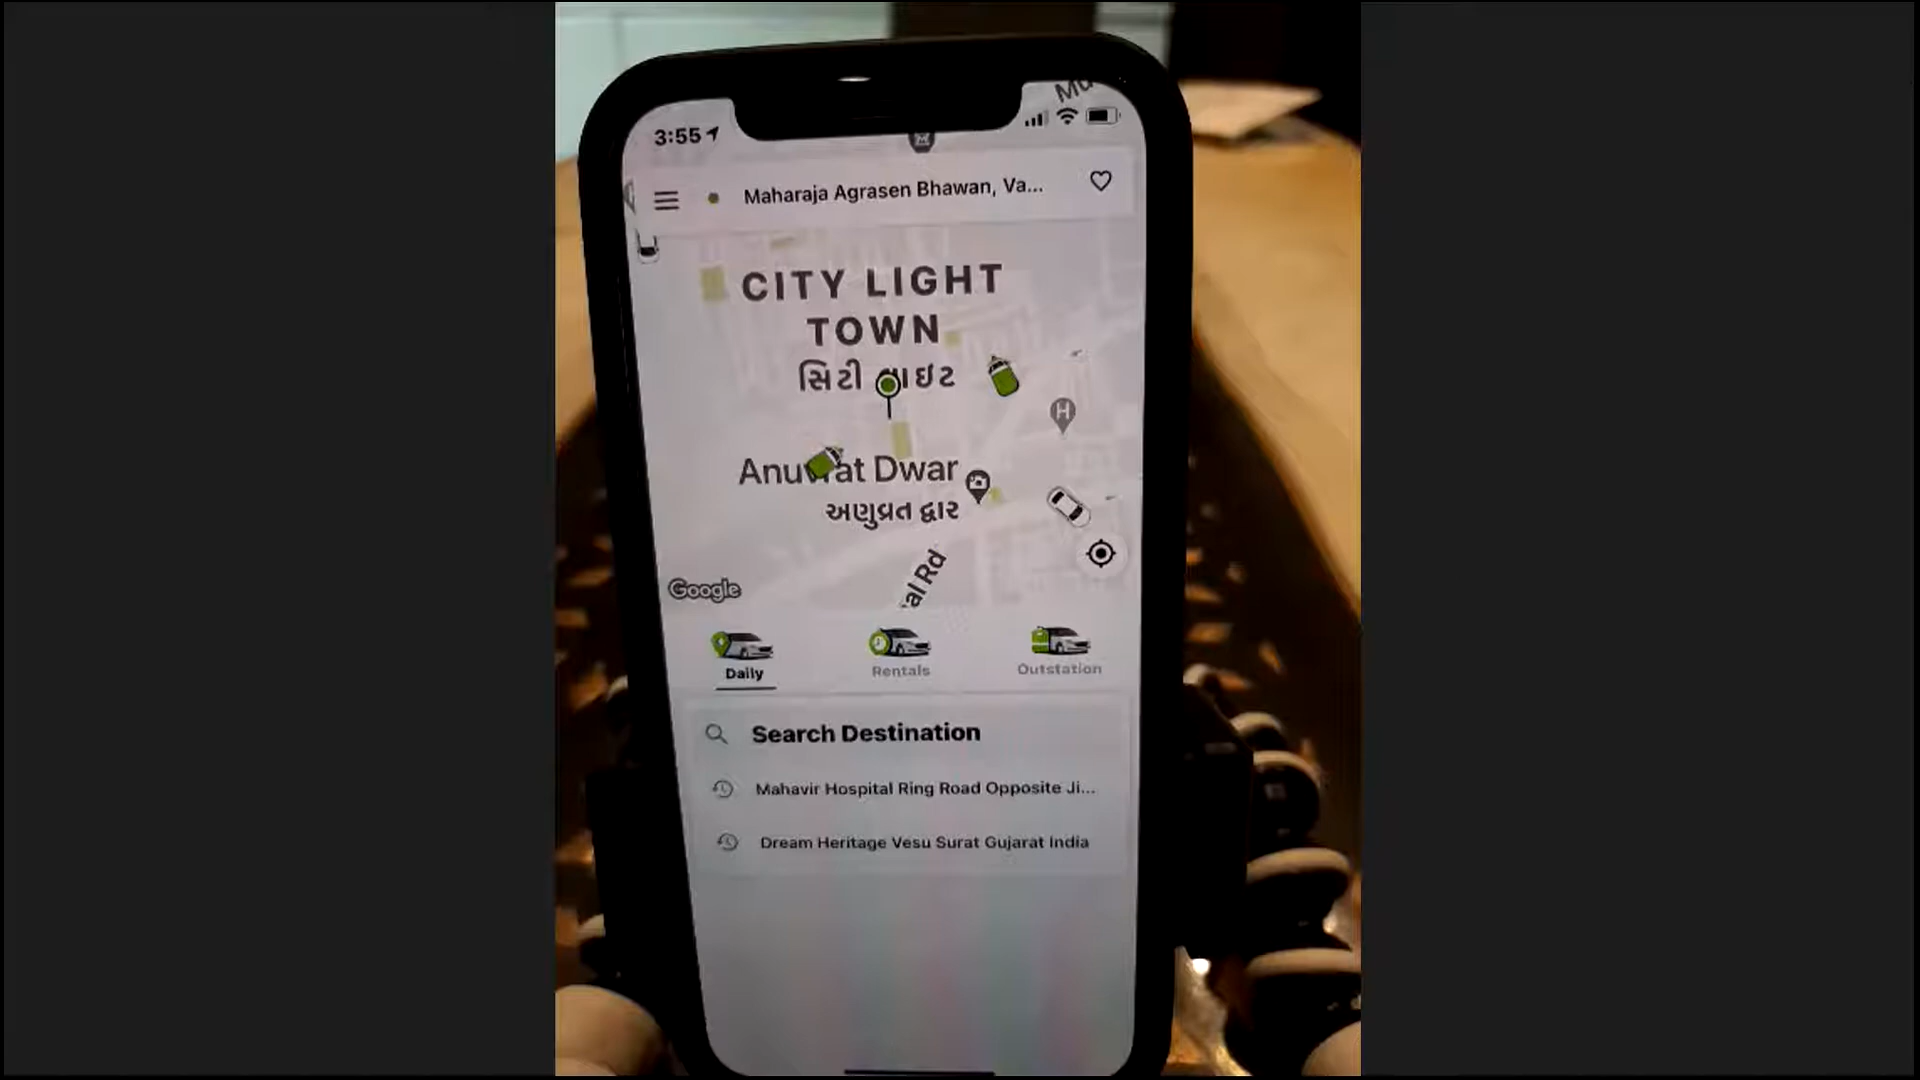 3:55
Maharaja Agrasen Bhawan, Va...
CITY LIGHT
TOWN
સિટી
Dwar
અણુવ્રત દ્વાર
Google
Daily
Rentals
Outstation
Search Destination
Mahavir Hospital Ring Road Opposite Ji...
Dream Heritage Vesu Surat Gujarat India